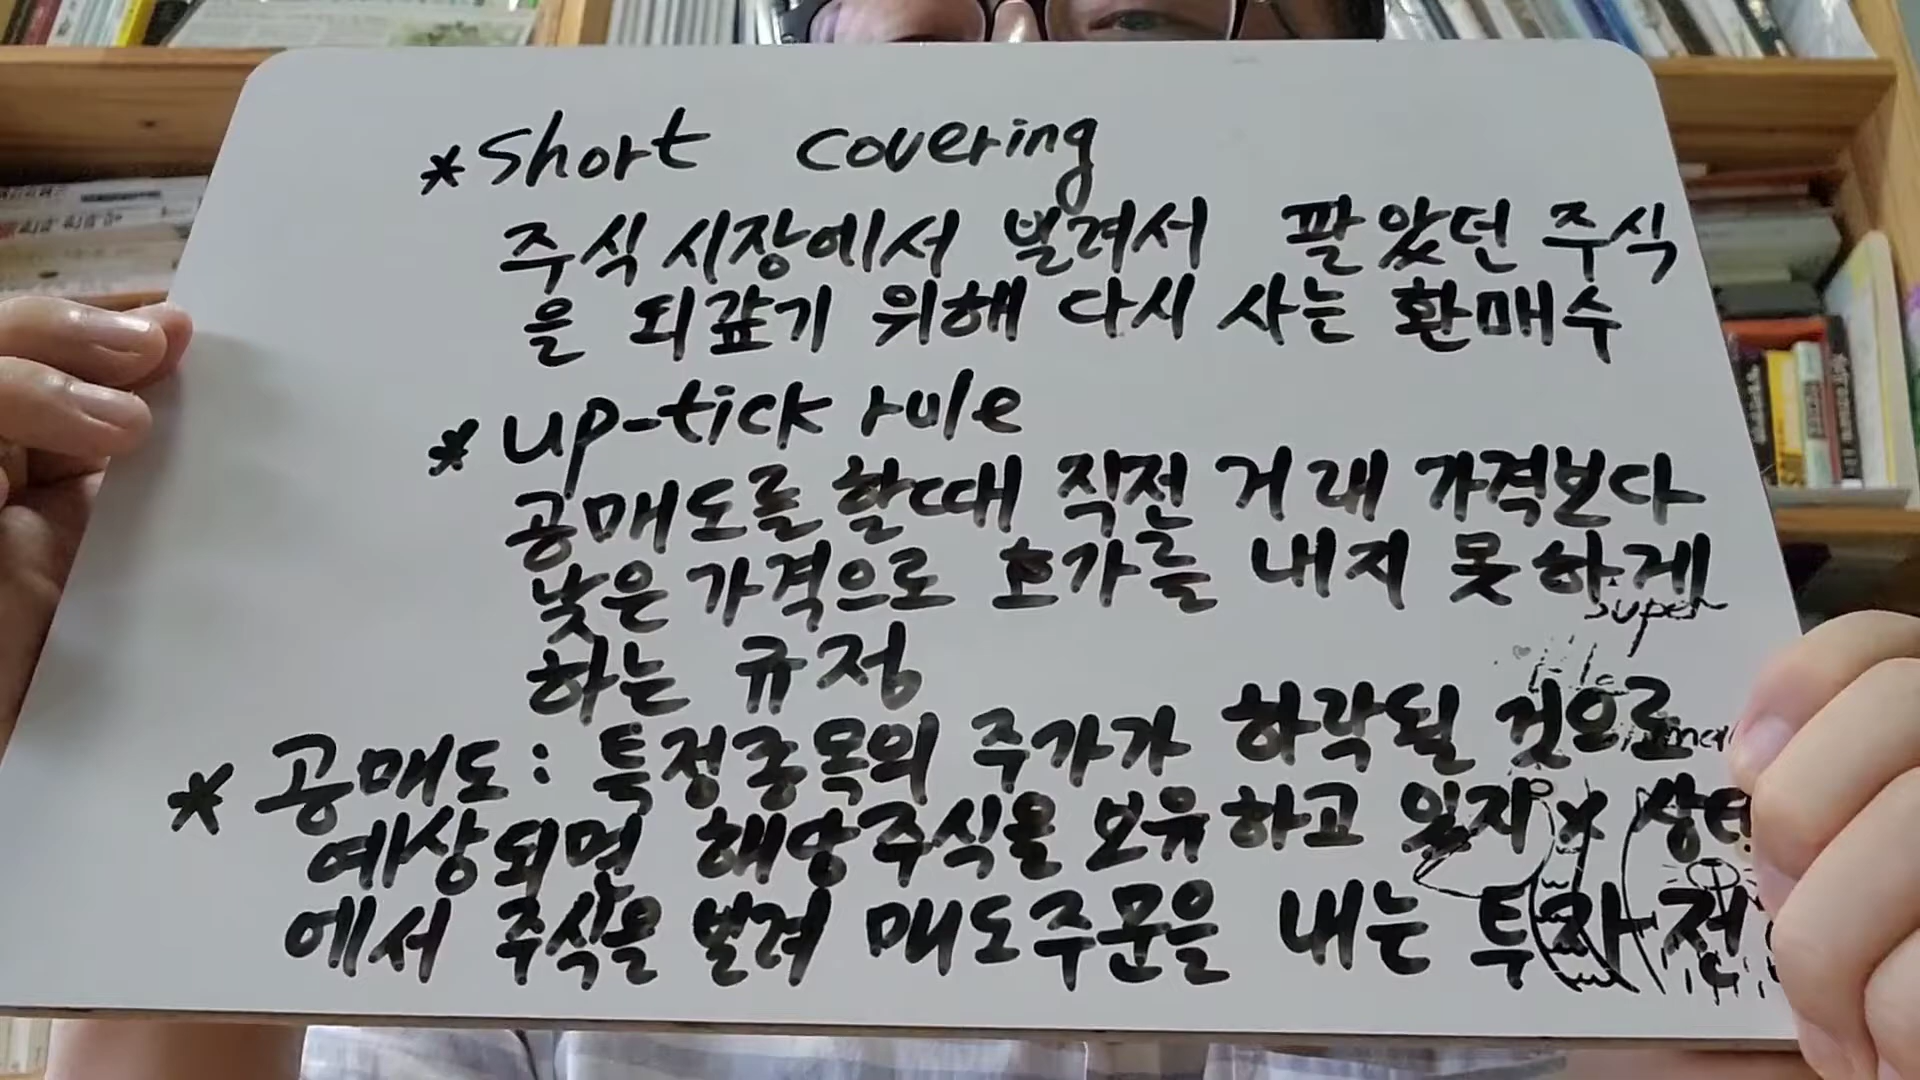 * Short covering
주식시장에서 빌려서 팔았던 주식
을 되갚기 위해 다시 사는 환매수
* up-tick rule
공매도를 할때 직전 거래 가격보다
낮은 가격으로 호가를 내지 못하게
super
하는 규정
* 공매도 : 특정종목의 주가가 하락될 것으로
예상되면 해당주식을 보유하고 있지 x
에서 주식을 빌려 매도주문을 내는 투자